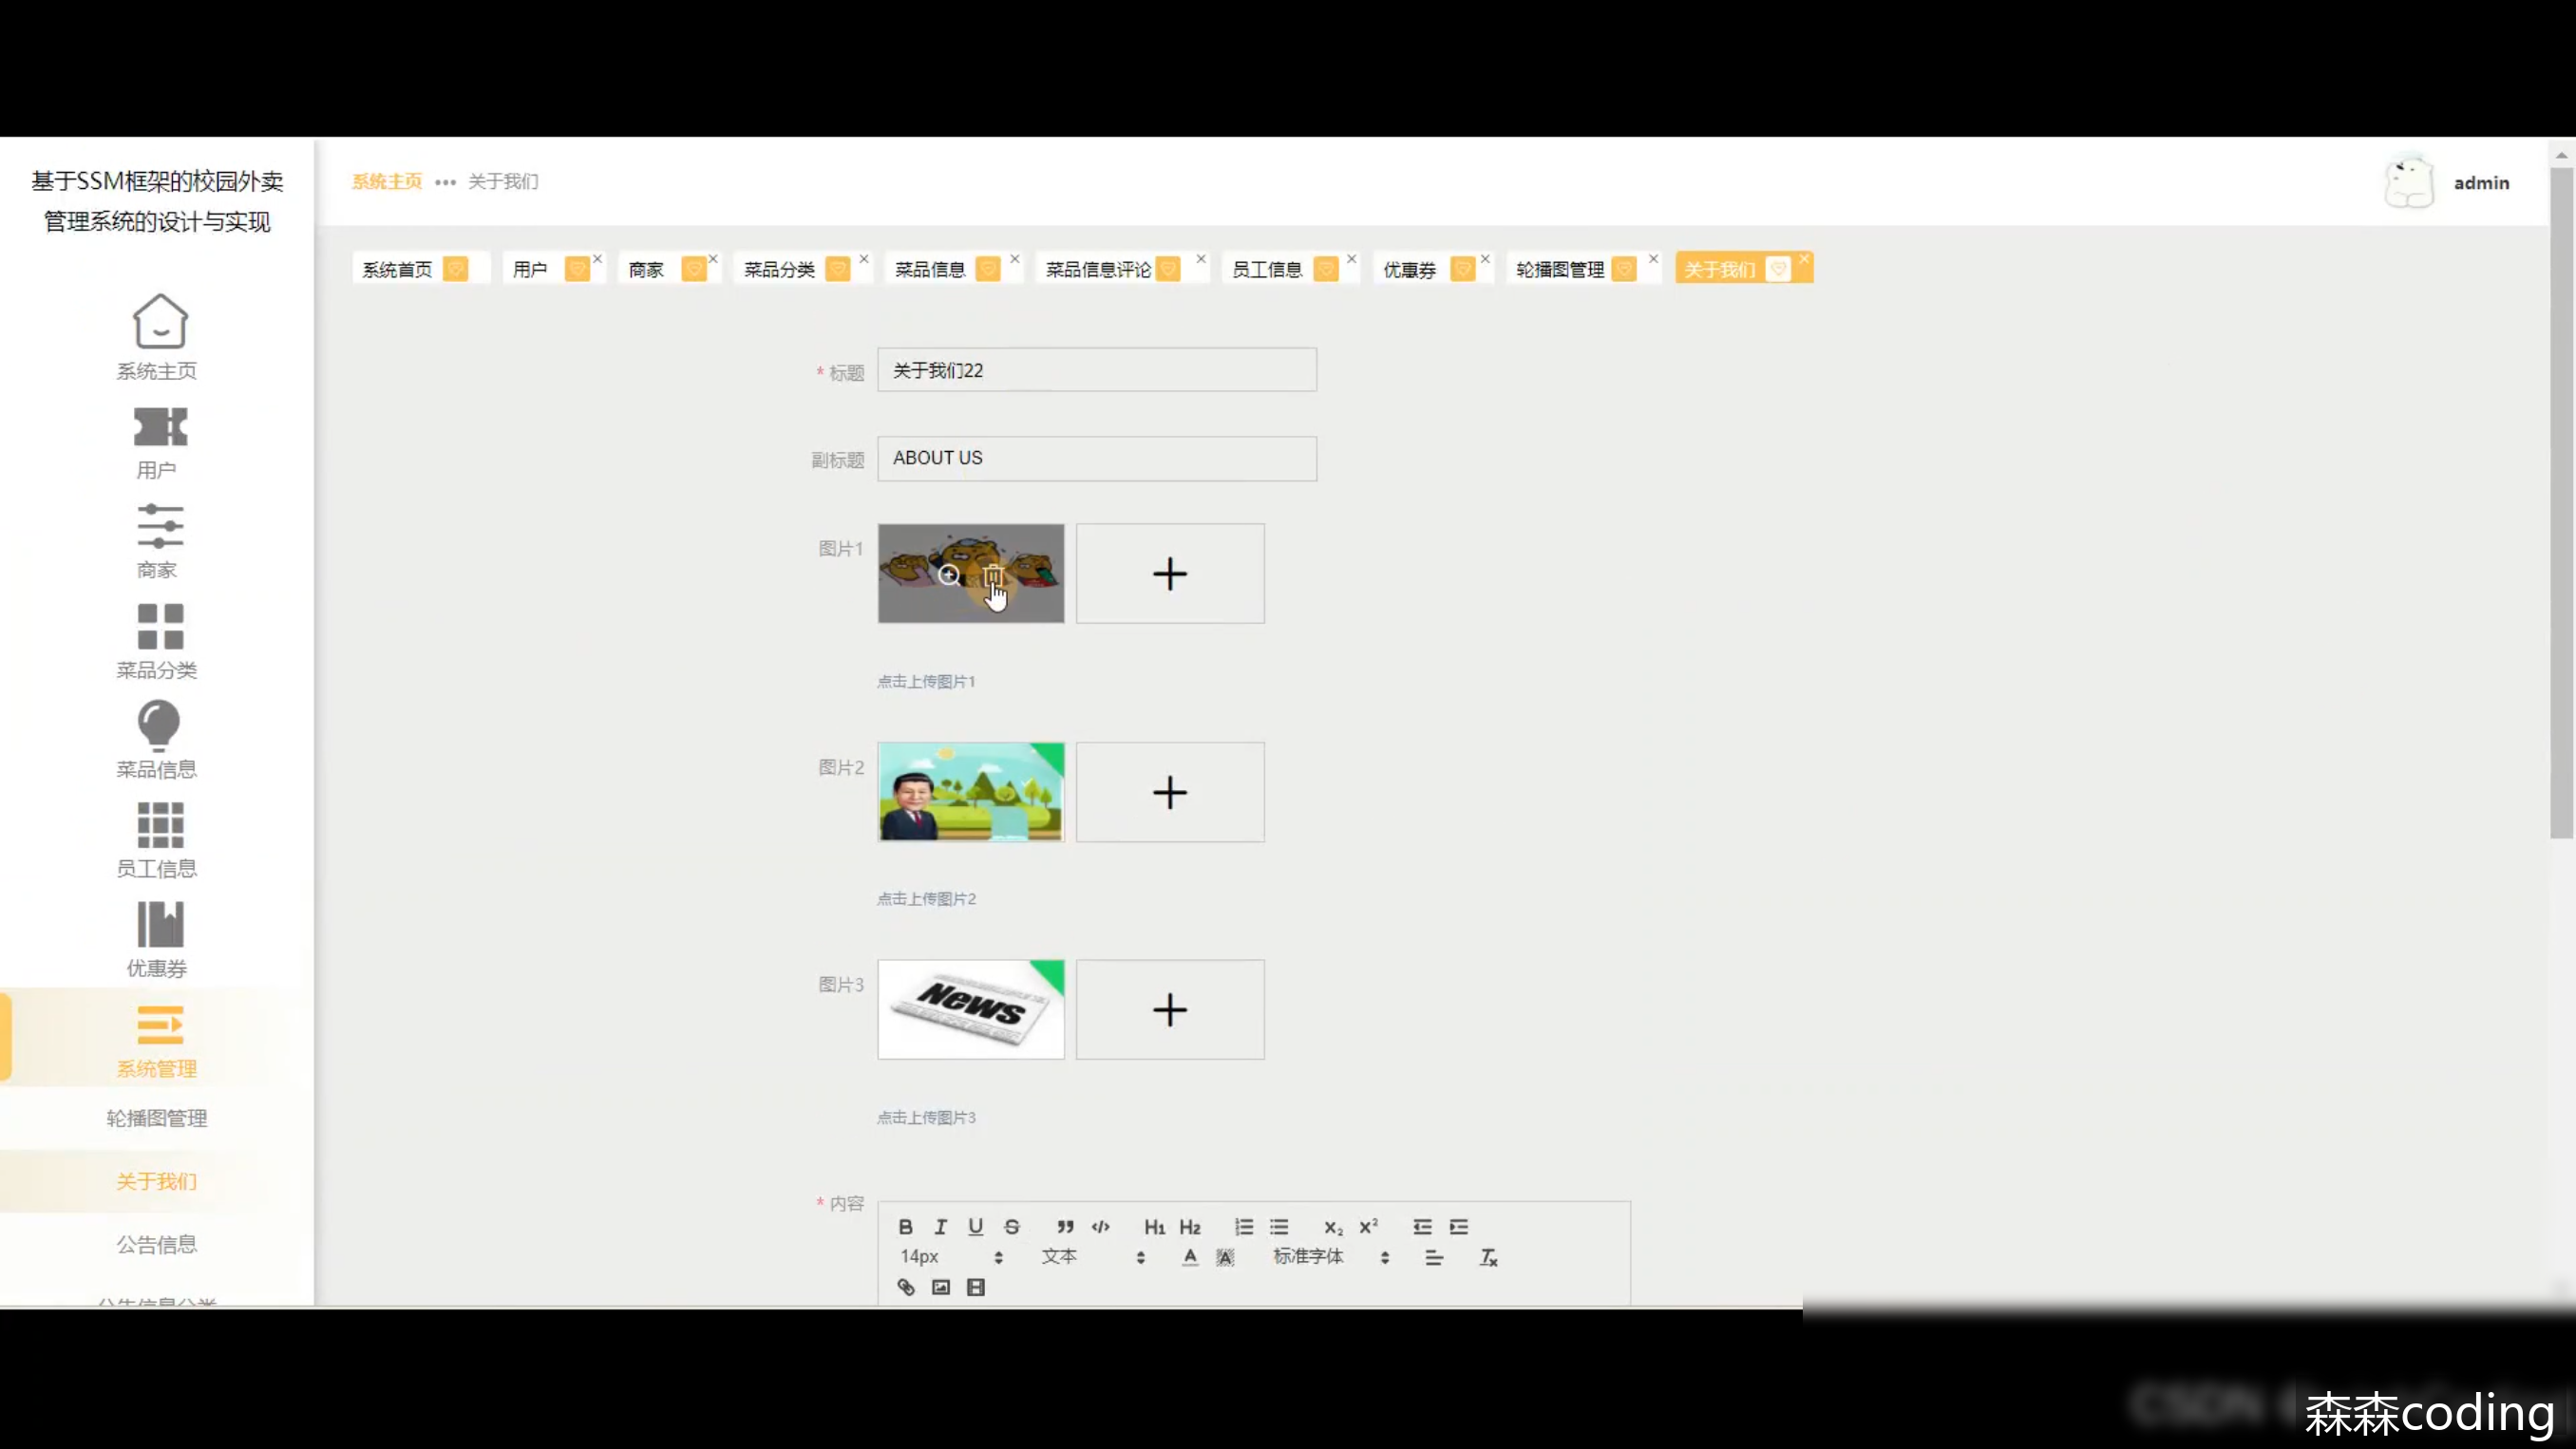 基于SSM框架的校园外卖
管理系统的设计与实现
系统主页 ••• 关于我们
admin
系统首页 用户 商家 菜品分类 菜品信息 菜品信息评论 员工信息 优惠券 轮播图管理 关于我们
系统主页
用户
商家
菜品分类
菜品信息
员工信息
优惠券
系统管理
轮播图管理
关于我们
公告信息
公告信息分类
* 标题 关于我们22
副标题 ABOUT US
图片1
点击上传图片1
图片2
点击上传图片2
图片3
News
点击上传图片3
* 内容
B I U S H1 H2 X2 X2
14px 文本 A A 标准字体 Tx
森森coding